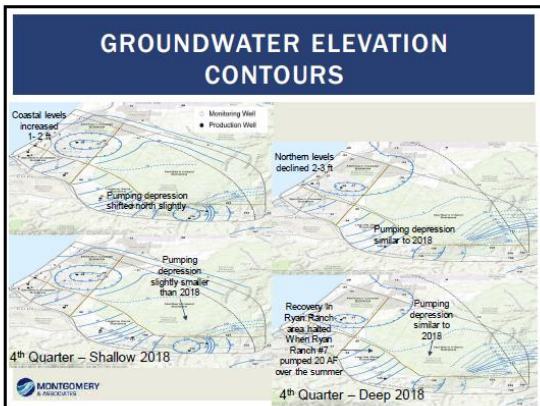 GROUNDWATER ELEVATION
CONTOURS
Coastal levels
increased
1- 2 ft
Monitoring Well
Production Well
Pumping depression
shifted north slightly
Northern levels
declined 2-3 ft
Pumping depression
similar to 2018
Pumping
depression
slightly smaller
than 2018
4th Quarter – Shallow 2018
Recovery In
Ryan Ranch
area halted
When Ryan
Ranch #7
pumped 20 AF
over the summer
Pumping
depression
similar to
2018
4th Quarter – Deep 2018
MONTGOMERY
& ASSOCIATES